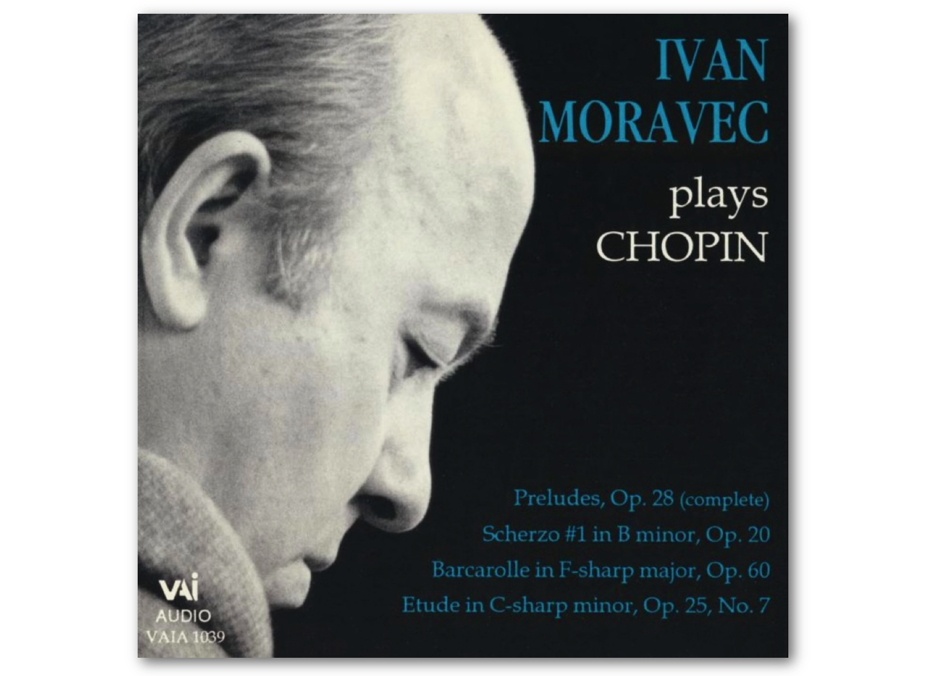 IVAN
MORAVEC
plays
CHOPIN
Preludes, Op. 28 (complete)
Scherzo #1 in B minor, Op. 20
Barcarolle in F-sharp major, Op. 60
Etude in C-sharp minor, Op. 25, No. 7
VAI
AUDIO
VAIA 1039